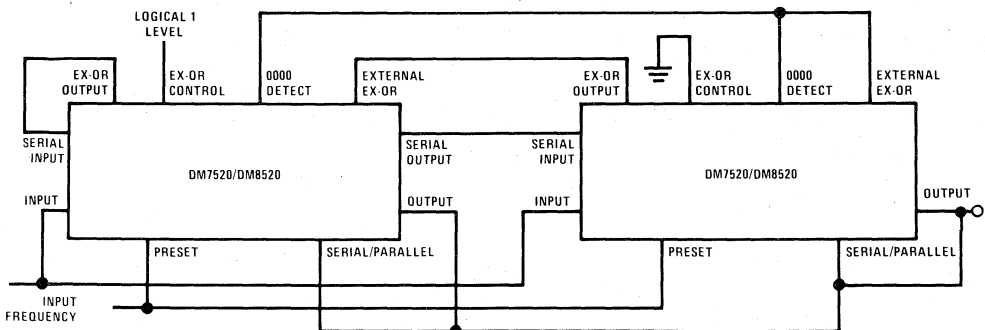 LOGICAL 1
LEVEL
EX-OR
OUTPUT
EX-OR
CONTROL
0000
DETECT
EXTERNAL
EX-OR
EX-OR
OUTPUT
EX-OR
CONTROL
0000
DETECT
EXTERNAL
EX-OR
SERIAL
INPUT
SERIAL
OUTPUT
SERIAL
INPUT
DM7520/DM8520
DM7520/DM8520
INPUT
OUTPUT
INPUT
OUTPUT
PRESET
SERIAL/PARALLEL
PRESET
SERIAL/PARALLEL
INPUT
FREQUENCY